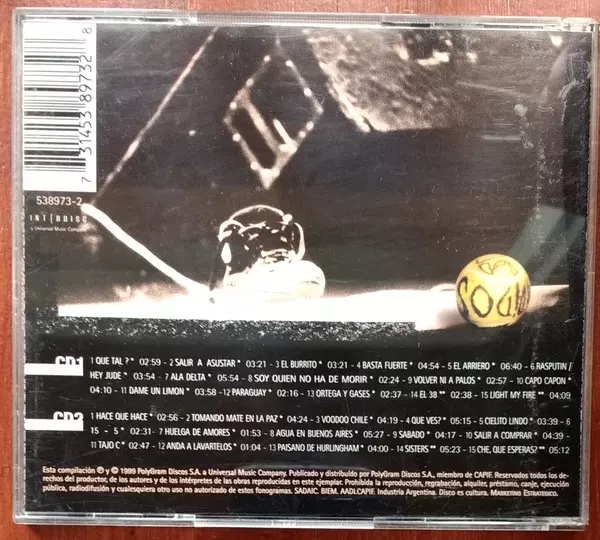 7 31453 89732 8
538973-2
INTERDISC
a Universal Music Company
SODA
CD1
1 QUE TAL ?* 02:59 - 2 SALIR A ASUSTAR* 03:21 - 3 EL BURRITO* 03:21 - 4 BASTA FUERTE* 04:54 - 5 EL ARRIERO* 06:40 - 6 RASPUTIN /
HEY JUDE* 03:54 - 7 ALA DELTA* 05:54 - 8 SOY QUIEN NO HA DE MORIR* 02:24 - 9 VOLVER NI A PALOS* 02:57 - 10 CAPO CAPON*
04:10 - 11 DAME UN LIMON* 03:58 - 12 PARAGUAY* 02:16 - 13 ORTEGA Y GASES* 02:37 - 14 EL 38** 02:38 - 15 LIGHT MY FIRE** 04:09
CD2
1 HACE QUE HACE* 02:56 - 2 TOMANDO MATE EN LA PAZ* 04:24 - 3 VOODOO CHILE* 04:19 - 4 QUE VES?* 05:15 - 5 CIELITO LINDO* 03:39 - 6
15 - 5* 02:31 - 7 HUELGA DE AMORES* 01:53 - 8 AGUA EN BUENOS AIRES* 05:27 - 9 SABADO* 04:17 - 10 SALIR A COMPRAR* 04:39 -
11 TAJO C* 02:47 - 12 ANDA A LAVARTELOS* 01:04 - 13 PAISANO DE HURLINGHAM* 04:00 - 14 SISTERS** 05:23 - 15 CHE, QUE ESPERAS?** 05:12
Esta compilación ℗ y © 1999 PolyGram Discos S.A. a Universal Music Company. Publicado y distribuido por PolyGram Discos S.A., miembro de CAPIF. Reservados todos los de-
rechos del productor, de los autores y de los intérpretes de las obras reproducidas en este ejemplar. Prohibida la reproducción, regrabación, alquiler, préstamo, canje, ejecución
pública, radiodifusión y cualesquiera otro uso no autorizado de estos fonogramas. SADAIC. BIEM. AADI.CAPIF. Industria Argentina. Disco es cultura. MARKETING ESTRATEGICO.